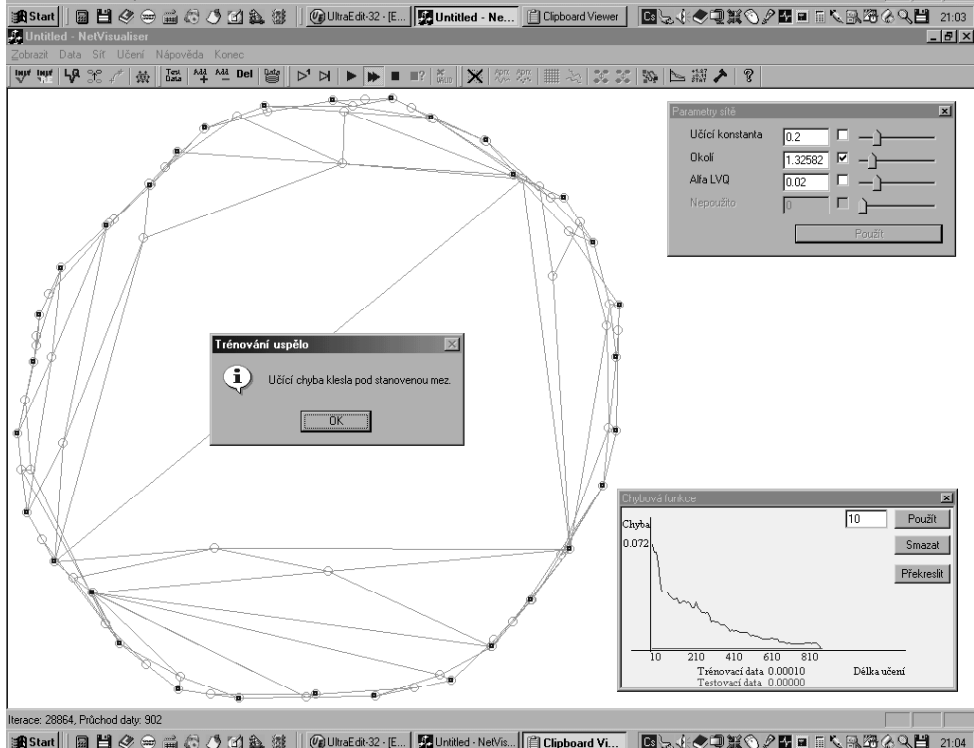 Start UltraEdit-32 - [E... Untitled - Ne... Clipboard Viewer 21:03
Untitled - NetVisualiser
Zobrazit Data Síť Učení Nápověda Konec
Test Data Add Add Del Data
Parametry sítě
Učící konstanta 0.2
Okolí 1.32582
Alfa LVQ 0.02
Nepoužito 0
Použít
Trénování uspělo
Učící chyba klesla pod stanovenou mez.
OK
Chybová funkce
Chyba 10 Použít
0.072 Smazat
Překreslit
10 210 410 610 810
Trénovací data 0.00010 Délka učení
Testovací data 0.00000
Iterace: 28864, Průchod daty: 902
Start UltraEdit-32 - [E... Untitled - NetVis... Clipboard Vi... 21:04